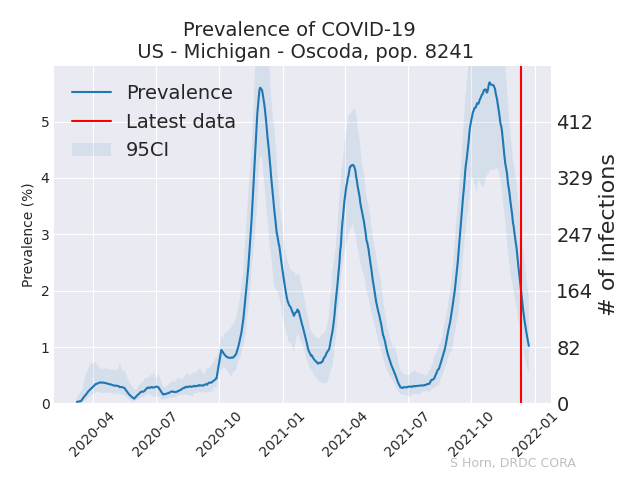 Prevalence of COVID-19
US - Michigan - Oscoda, pop. 8241
Prevalence
Latest data
95CI
Prevalence (%)
5
4
3
2
1
0
412
329
247
164
82
0
# of infections
2020-04
2020-07
2020-10
2021-01
2021-04
2021-07
2021-10
2022-01
S Horn, DRDC CORA